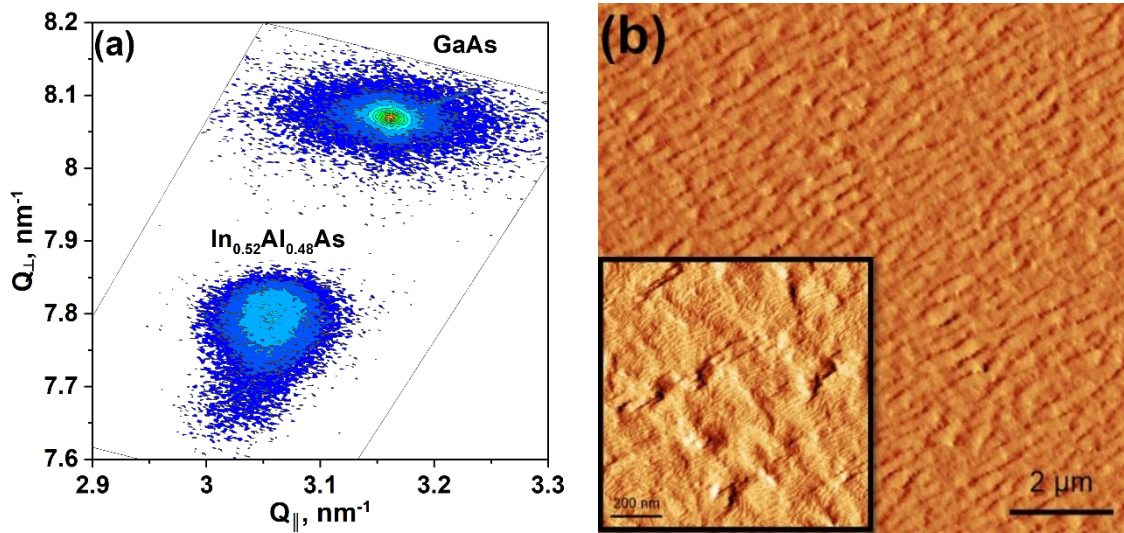 (a)
GaAs
In₀.₅₂Al₀.₄₈As
8.2
8.1
8
7.9
7.8
7.7
7.6
Q⊥, nm⁻¹
2.9 3 3.1 3.2 3.3
Q∥, nm⁻¹
(b)
200 nm
2 µm